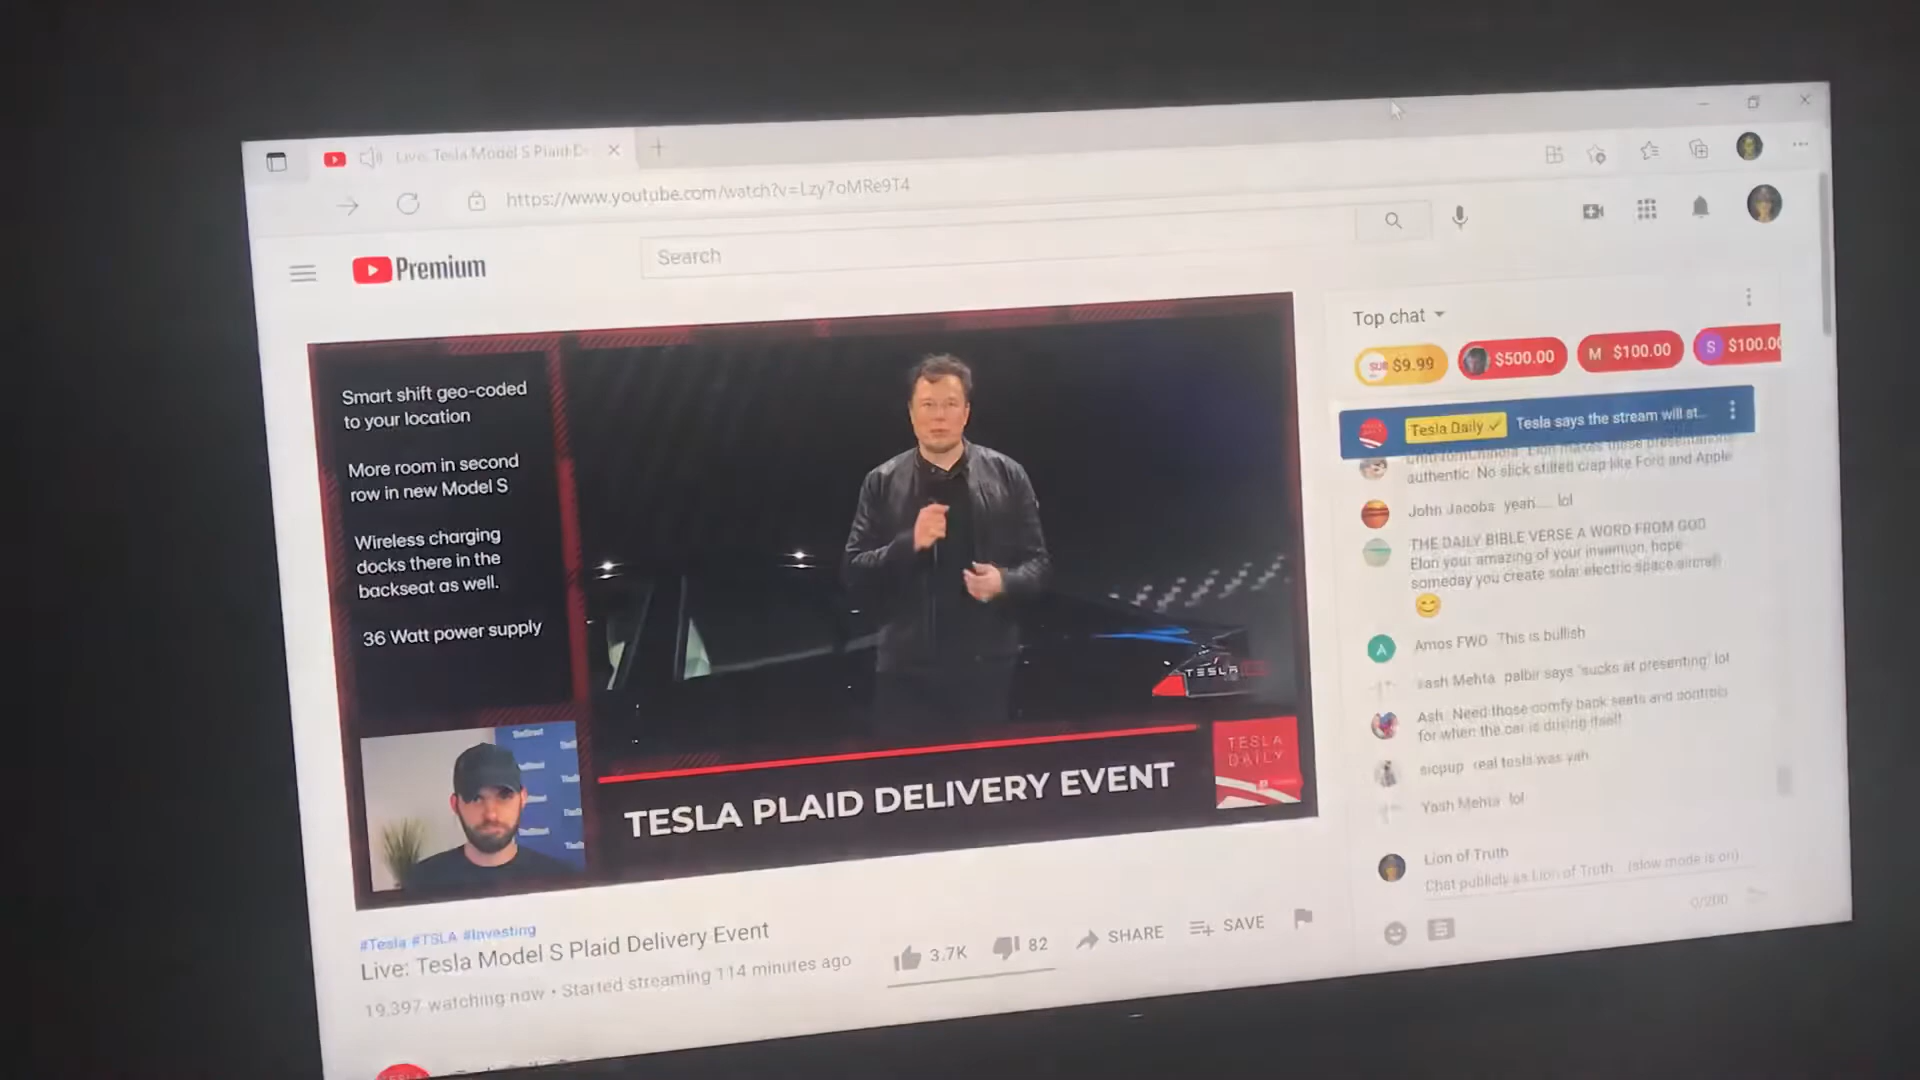 Live: Tesla Model S Plaid D
https://www.youtube.com/watch?v=Lzy7oMRe9T4
Premium
Search
Smart shift geo-coded
to your location
More room in second
row in new Model S
Wireless charging
docks there in the
backseat as well.
36 Watt power supply
TESLA
TESLA PLAID DELIVERY EVENT
TESLA
DAILY
#Tesla #TSLA #Investing
Live: Tesla Model S Plaid Delivery Event
19,397 watching now • Started streaming 114 minutes ago
3.7K
82
SHARE
SAVE
Top chat
$9.99
$500.00
M $100.00
S $100.00
Tesla Daily Tesla says the stream will st...
authentic. No slick stilted crap like Ford and Apple
John Jacobs yean.... lol
THE DAILY BIBLE VERSE A WORD FROM GOD
Elon your amazing of your invention, hope
someday you create solar electric space aircraft
A Amos FWO This is bullish
Yash Mehta palbir says 'sucks at presenting' lol
Ash Need those comfy back seats and controls
for when the car is driving itself
sicpup real tesla was yah
Yash Mehta lol
Lion of Truth
Chat publicly as Lion of Truth... (slow mode is on)
0/200